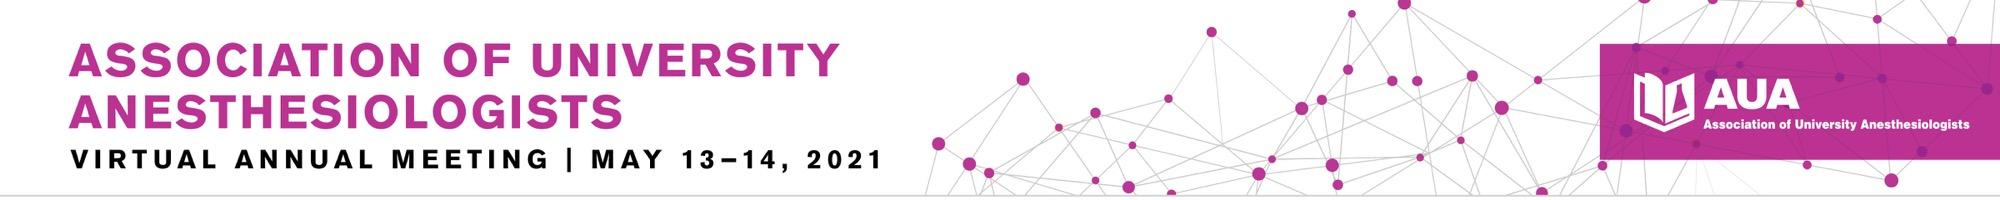 ASSOCIATION OF UNIVERSITY
ANESTHESIOLOGISTS
VIRTUAL ANNUAL MEETING | MAY 13–14, 2021
AUA
Association of University Anesthesiologists